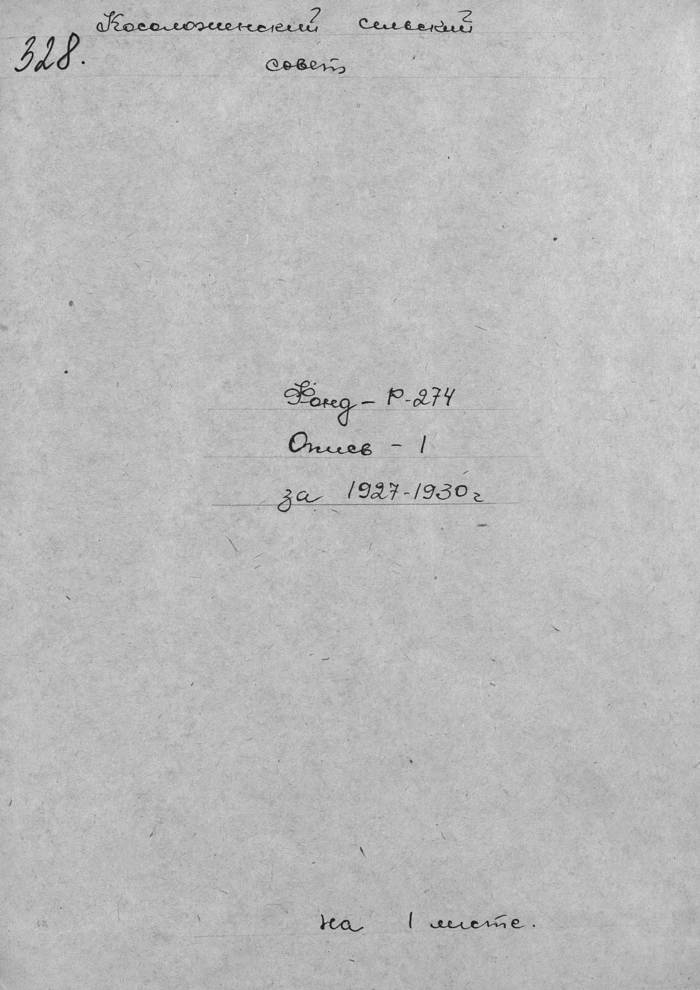 Косоложенский сельский
328.
совет
Фонд - Р-274
Опись - 1
за 1927-1930 г
на 1 листе.